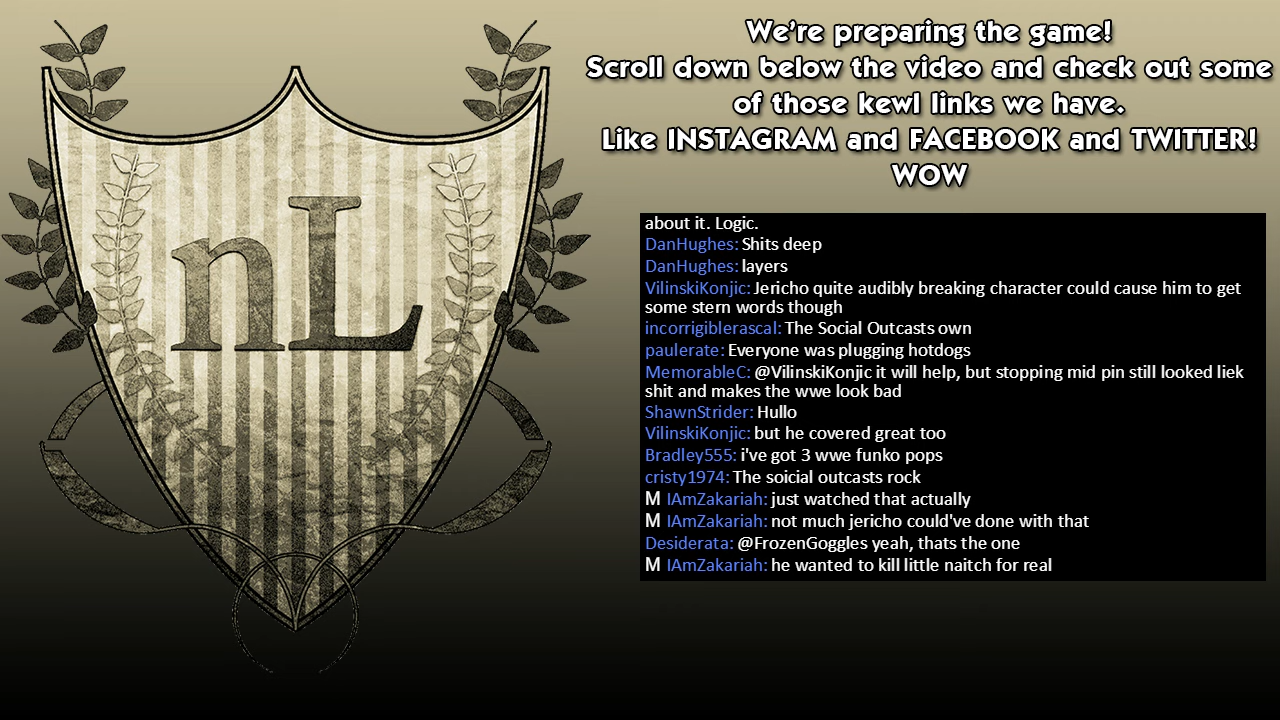 We're preparing the game!
Scroll down below the video and check out some
of those kewl links we have.
Like INSTAGRAM and FACEBOOK and TWITTER!
WOW
nL
about it. Logic.
DanHughes: Shits deep
DanHughes: layers
VilinskiKonjic: Jericho quite audibly breaking character could cause him to get
some stern words though
incorrigiblerascal: The Social Outcasts own
paulerate: Everyone was plugging hotdogs
MemorableC: @VilinskiKonjic it will help, but stopping mid pin still looked liek
shit and makes the wwe look bad
ShawnStrider: Hullo
VilinskiKonjic: but he covered great too
Bradley555: i've got 3 wwe funko pops
cristy1974: The soicial outcasts rock
M IAmZakariah: just watched that actually
M IAmZakariah: not much jericho could've done with that
Desiderata: @FrozenGoggles yeah, thats the one
M IAmZakariah: he wanted to kill little naitch for real